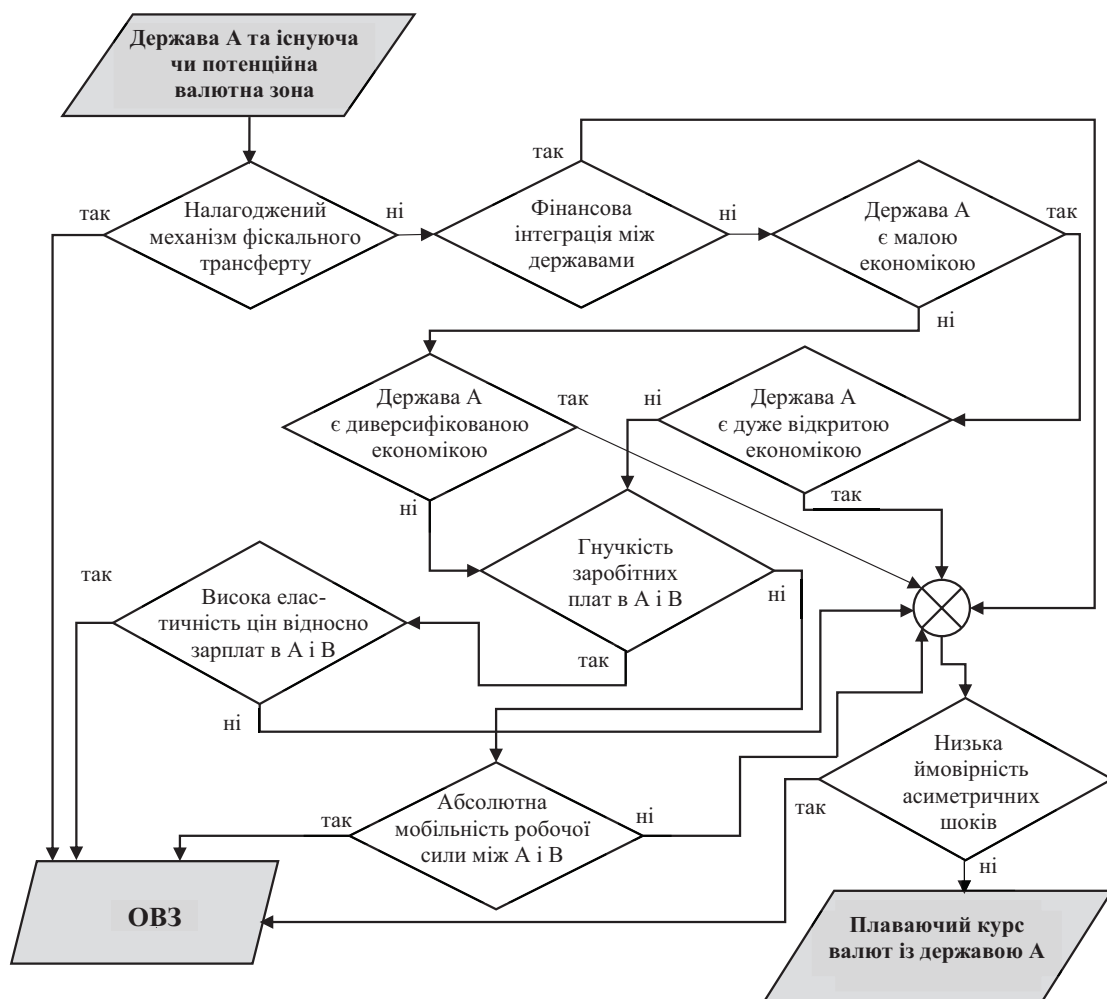 Держава А та існуюча
чи потенційна
валютна зона
так
Налагоджений
механізм фіскального
трансферту
ні
так
Фінансова
інтеграція між
державами
ні
Держава А
є малою
економікою
так
ні
Держава А
є диверсифікованою
економікою
так
ні
ні
Держава А
є дуже відкритою
економікою
так
Гнучкість
заробітних
плат в А і В
ні
так
так
Висока елас-
тичність цін відносно
зарплат в А і В
ні
так
Абсолютна
мобільність робочої
сили між А і В
ні
Низька
ймовірність
асиметричних
шоків
так
ні
ОВЗ
Плаваючий курс
валют із державою А